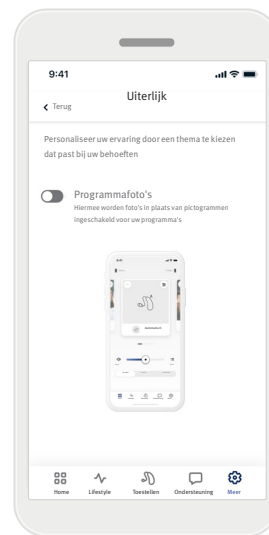 9:41
Uiterlijk
Terug
Personaliseer uw ervaring door een thema te kiezen
dat past bij uw behoeften
Programmafoto's
Hiermee worden foto's in plaats van pictogrammen
ingeschakeld voor uw programma's
Automatisch
Home Lifestyle Toestellen Ondersteuning Meer